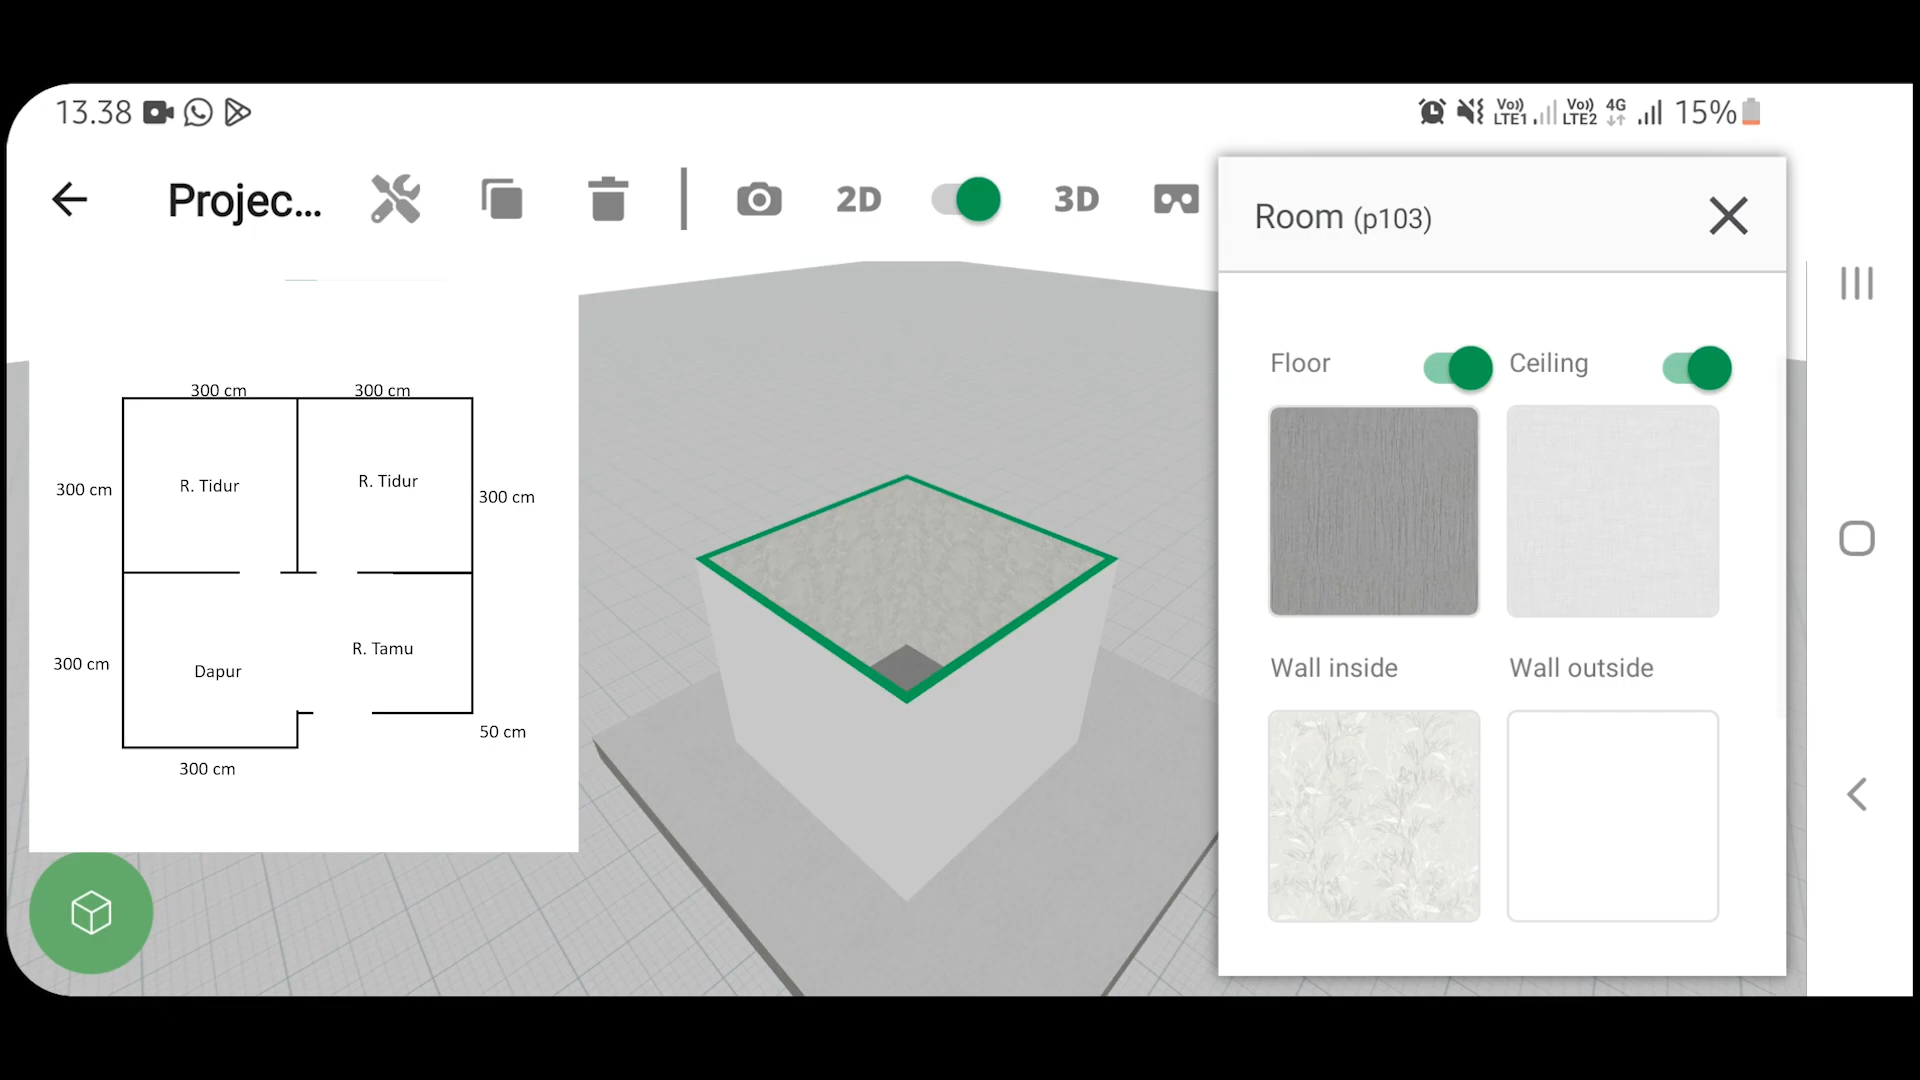 13.38
Vo) LTE1 Vo) LTE2 4G 15%
Projec...
2D
3D
Room (p103)
Floor
Ceiling
Wall inside
Wall outside
300 cm
300 cm
300 cm
R. Tidur
R. Tidur
300 cm
300 cm
Dapur
R. Tamu
50 cm
300 cm